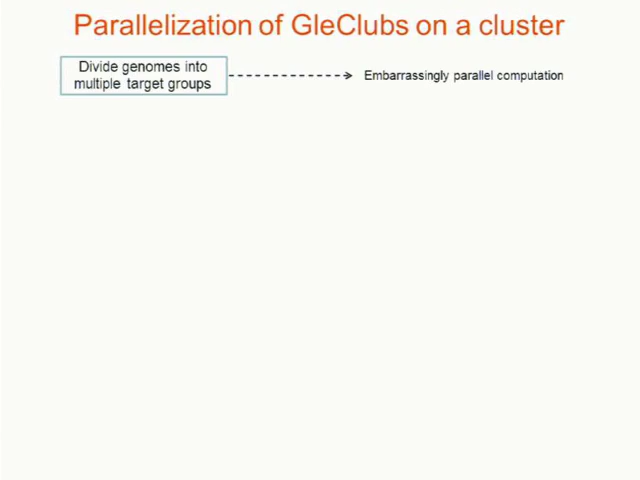 Parallelization of GleClubs on a cluster
Divide genomes into
multiple target groups
Embarrassingly parallel computation